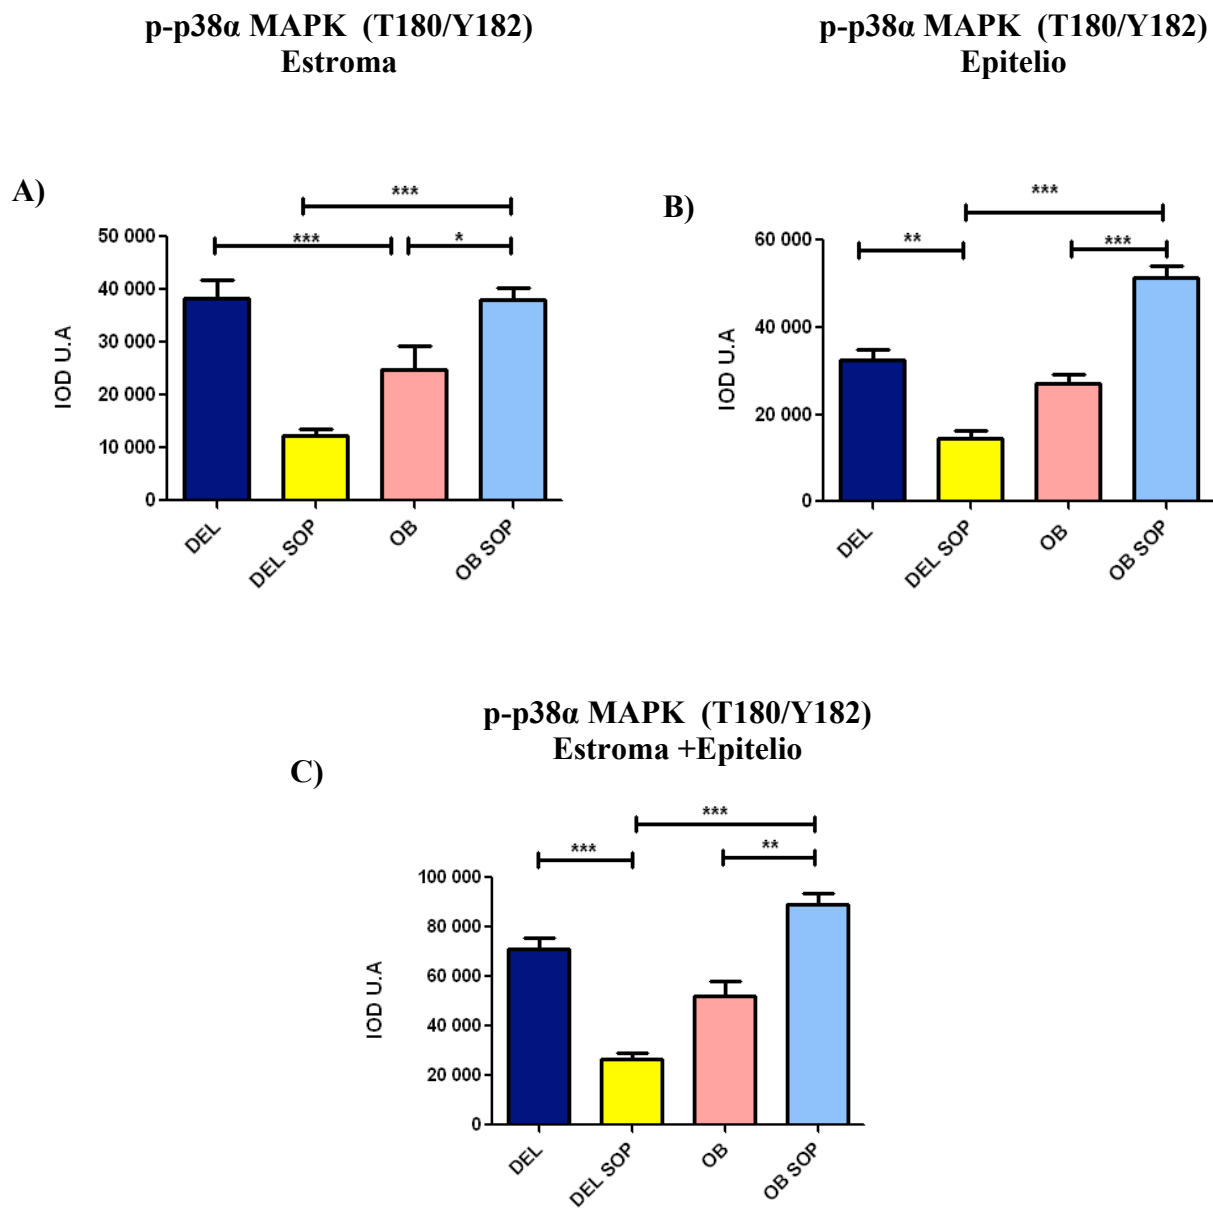 p-p38α MAPK (T180/Y182)
Estroma
p-p38α MAPK (T180/Y182)
Epitelio
A)
***
***
*
50 000
40 000
30 000
20 000
10 000
0
IOD U.A
DEL
DEL SOP
OB
OB SOP
B)
***
**
***
60 000
40 000
20 000
0
IOD U.A
DEL
DEL SOP
OB
OB SOP
p-p38α MAPK (T180/Y182)
Estroma +Epitelio
C)
***
***
**
100 000
80 000
60 000
40 000
20 000
0
IOD U.A
DEL
DEL SOP
OB
OB SOP